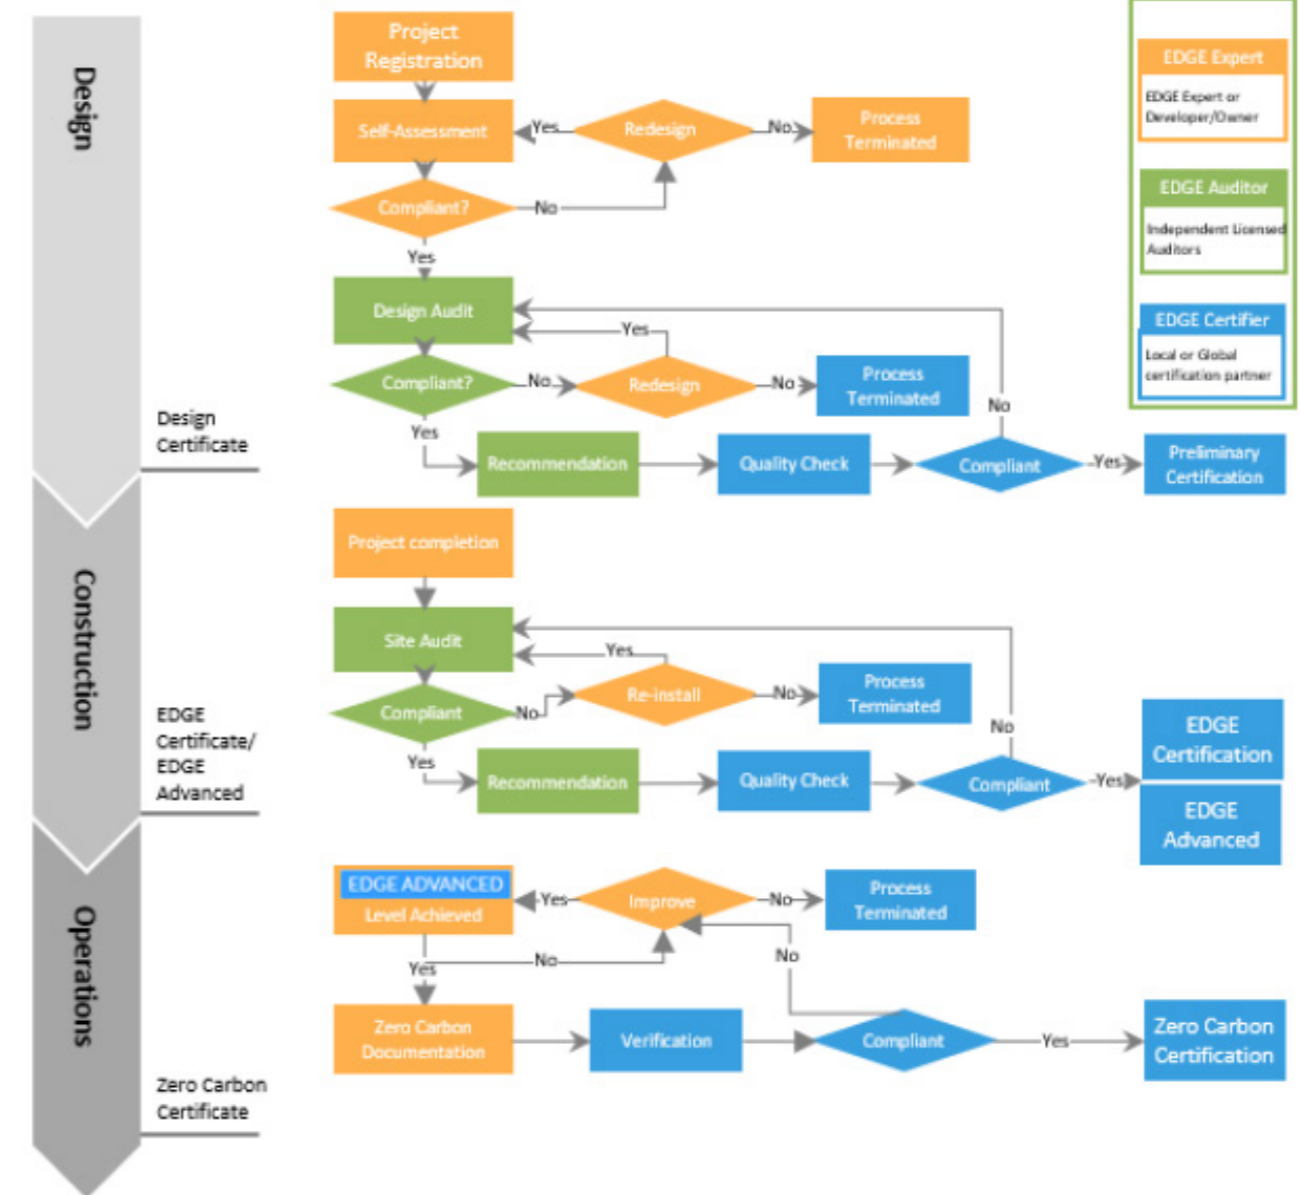 Design
Project
Registration
Self-Assessment
Yes
Redesign
No
Process
Terminated
Compliant?
No
Yes
Design Audit
Yes
Compliant?
No
Redesign
No
Process
Terminated
No
Yes
Recommendation
Quality Check
Compliant
Yes
Preliminary
Certification
Design
Certificate
EDGE Expert
EDGE Expert or
Developer/Owner
EDGE Auditor
Independent Licensed
Auditors
EDGE Certifier
Local or Global
certification partner
Construction
Project completion
Site Audit
Yes
Compliant
No
Re-install
No
Process
Terminated
No
Yes
Recommendation
Quality Check
Compliant
Yes
EDGE
Certification
EDGE
Advanced
EDGE
Certificate/
EDGE
Advanced
Operations
EDGE ADVANCED
Level Achieved
Yes
Improve
No
Process
Terminated
No
No
Yes
Zero Carbon
Documentation
Verification
Compliant
Yes
Zero Carbon
Certification
Zero Carbon
Certificate